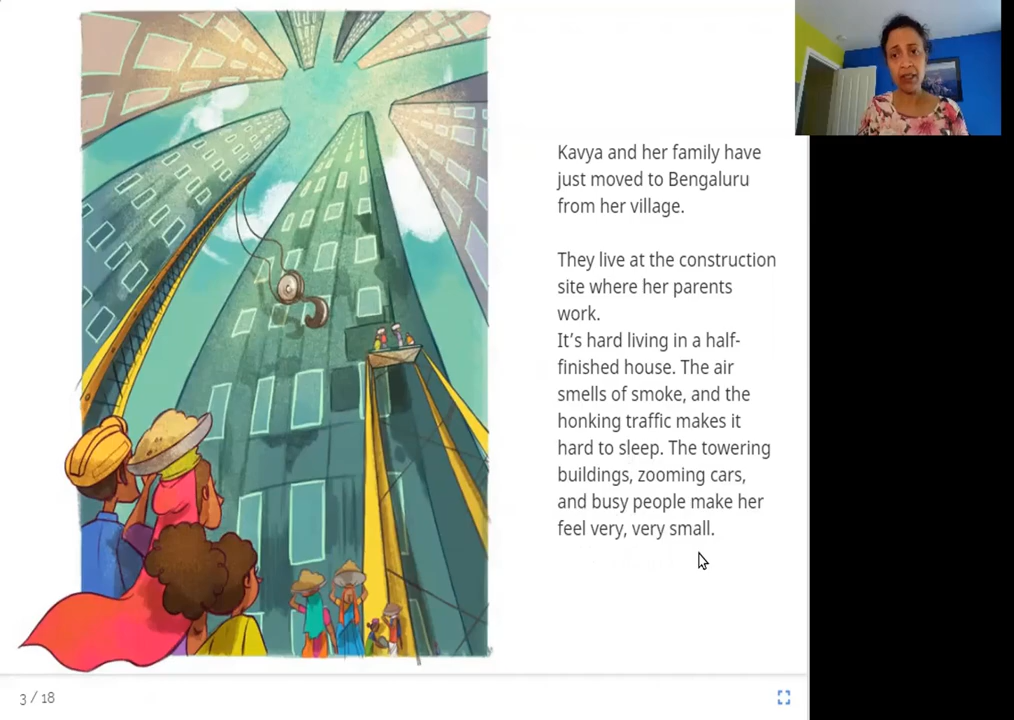 Kavya and her family have
just moved to Bengaluru
from her village.
They live at the construction
site where her parents
work.
It’s hard living in a half-
finished house. The air
smells of smoke, and the
honking traffic makes it
hard to sleep. The towering
buildings, zooming cars,
and busy people make her
feel very, very small.
3 / 18